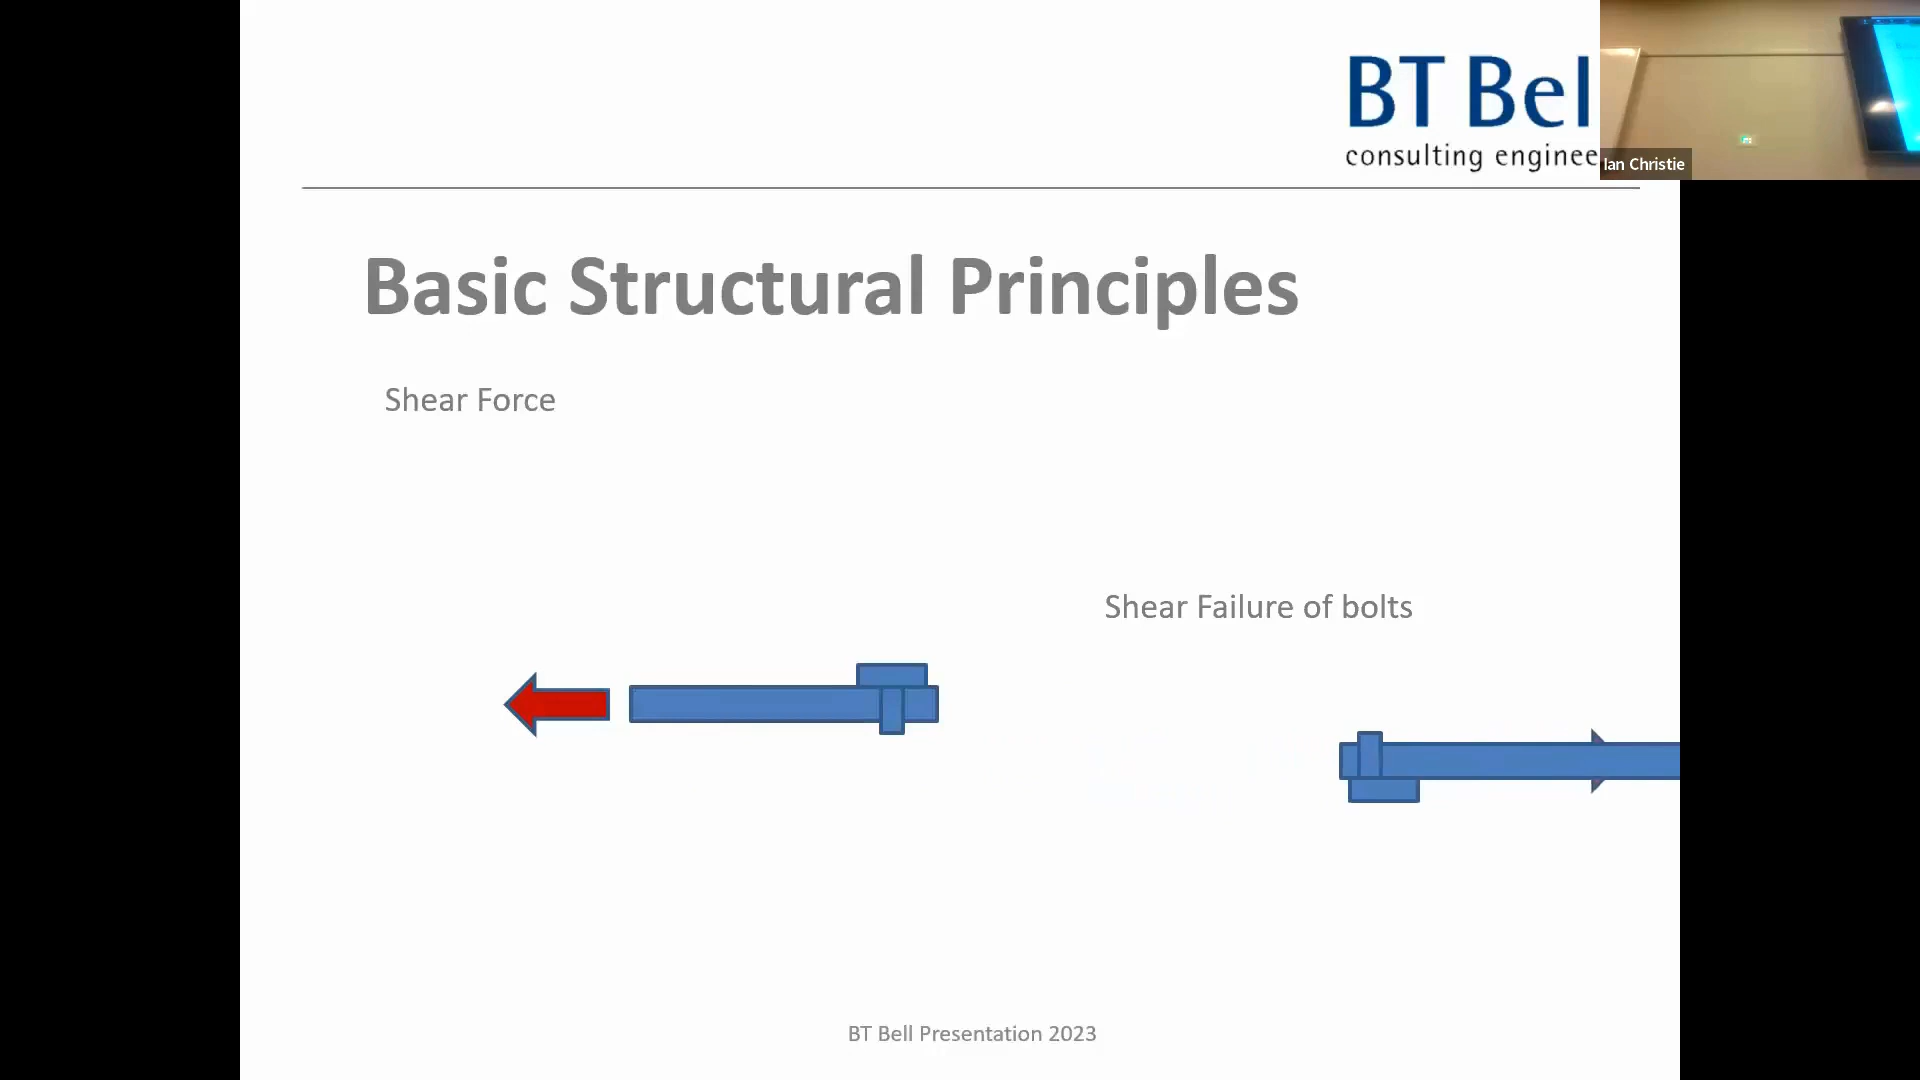 BT Bel
consulting enginee
Ian Christie
Basic Structural Principles
Shear Force
Shear Failure of bolts
BT Bell Presentation 2023